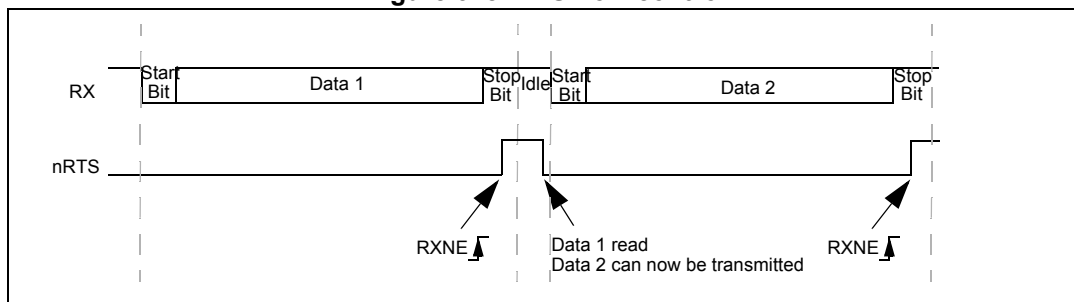 RX
Start
Bit
Data 1
Stop
Bit
Idle
Start
Bit
Data 2
Stop
Bit
nRTS
RXNE
Data 1 read
Data 2 can now be transmitted
RXNE